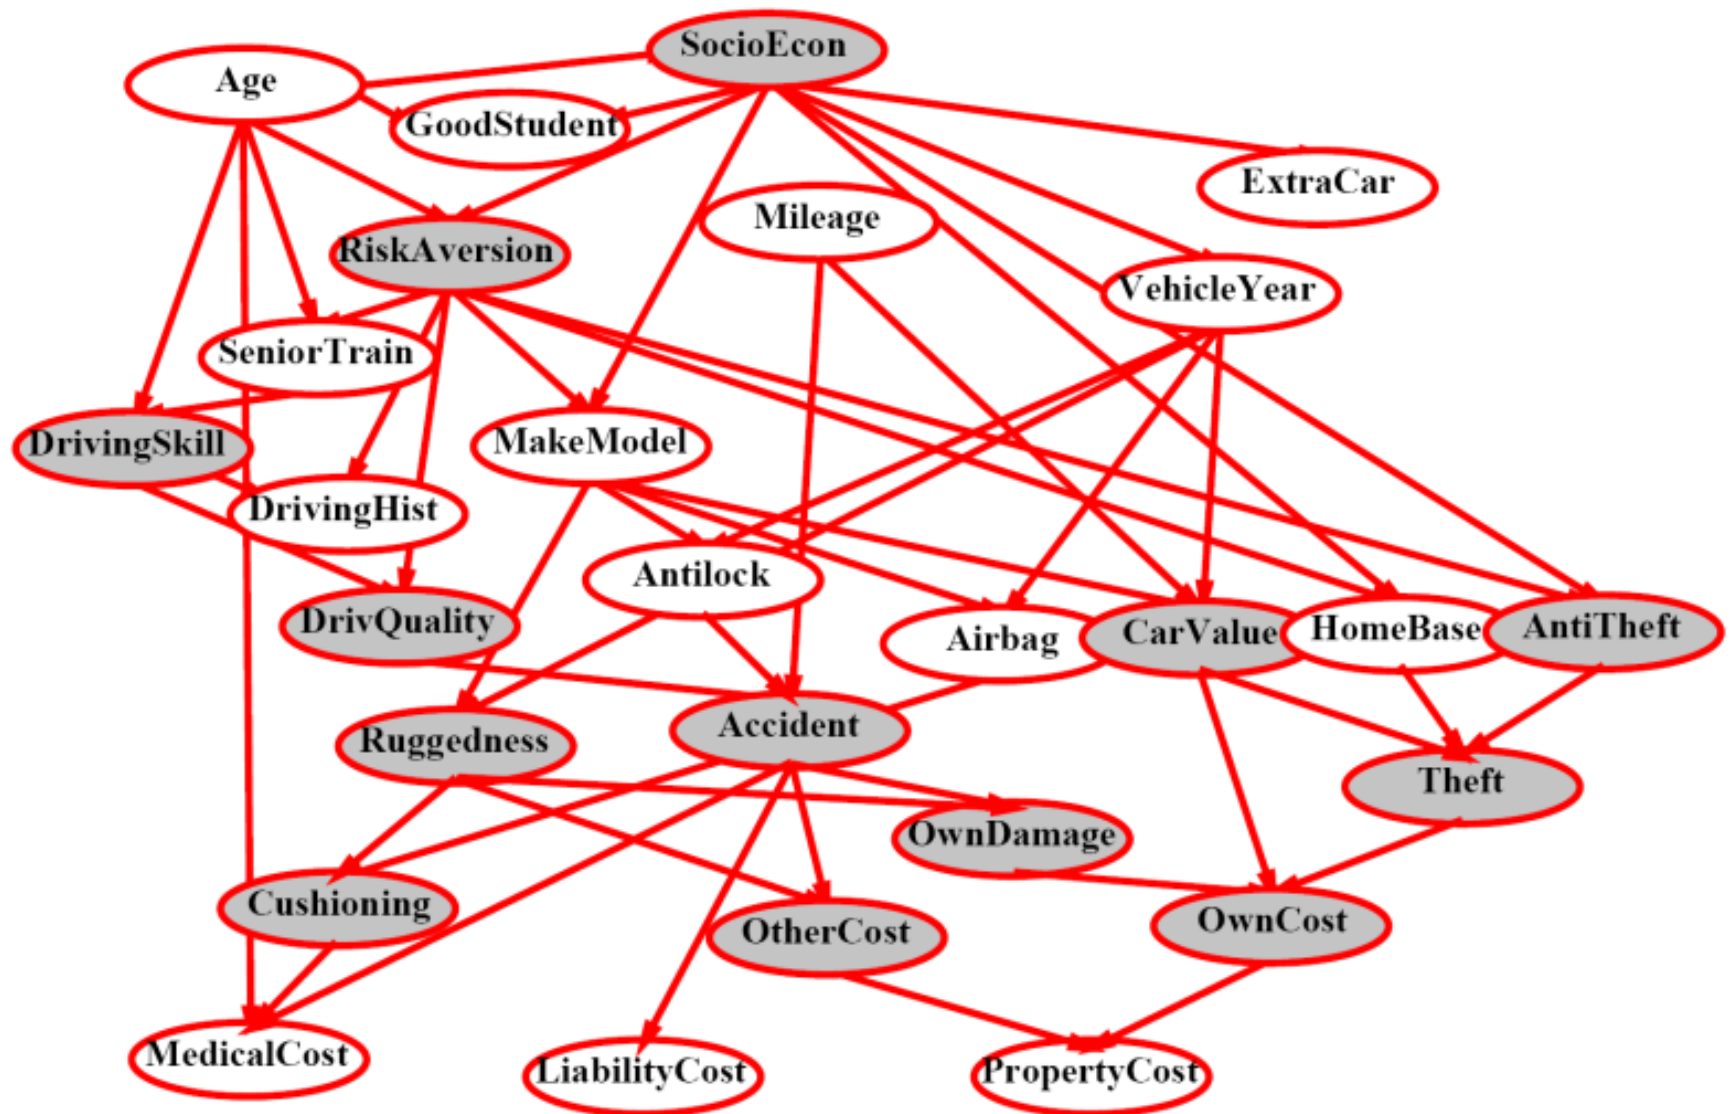 SocioEcon
Age
GoodStudent
ExtraCar
Mileage
RiskAversion
VehicleYear
SeniorTrain
DrivingSkill
MakeModel
DrivingHist
Antilock
DrivQuality
Airbag
CarValue
HomeBase
AntiTheft
Ruggedness
Accident
Theft
OwnDamage
Cushioning
OtherCost
OwnCost
MedicalCost
LiabilityCost
PropertyCost